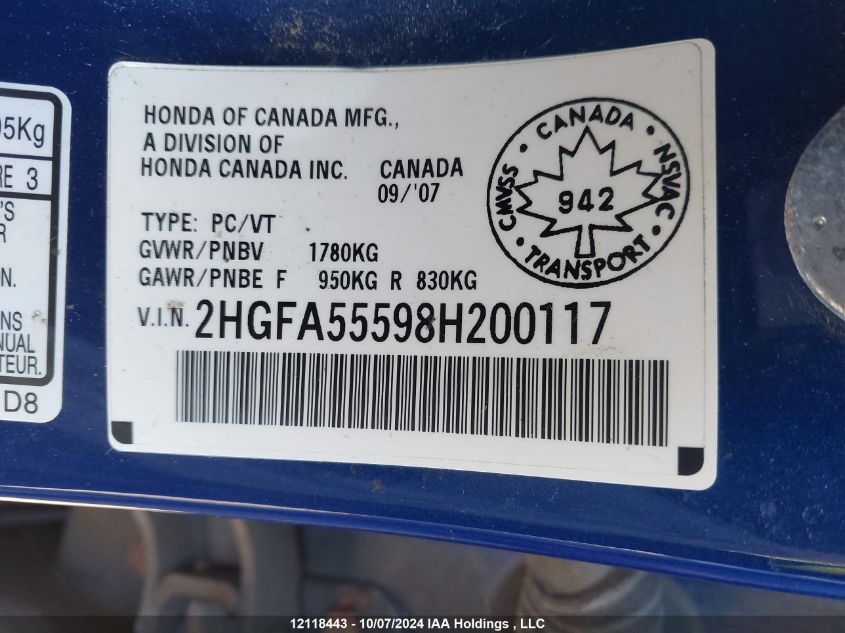 05Kg
RE 3
'S
R
N.
NS
NUAL
TEUR.
D8
HONDA OF CANADA MFG.,
A DIVISION OF
HONDA CANADA INC. CANADA
09/'07
TYPE: PC/VT
GVWR/PNBV 1780KG
GAWR/PNBE F 950KG R 830KG
V.I.N. 2HGFA55598H200117
CANADA • NSVAC • TRANSPORT • CMVSS •
942
12118443 - 10/07/2024 IAA Holdings , LLC